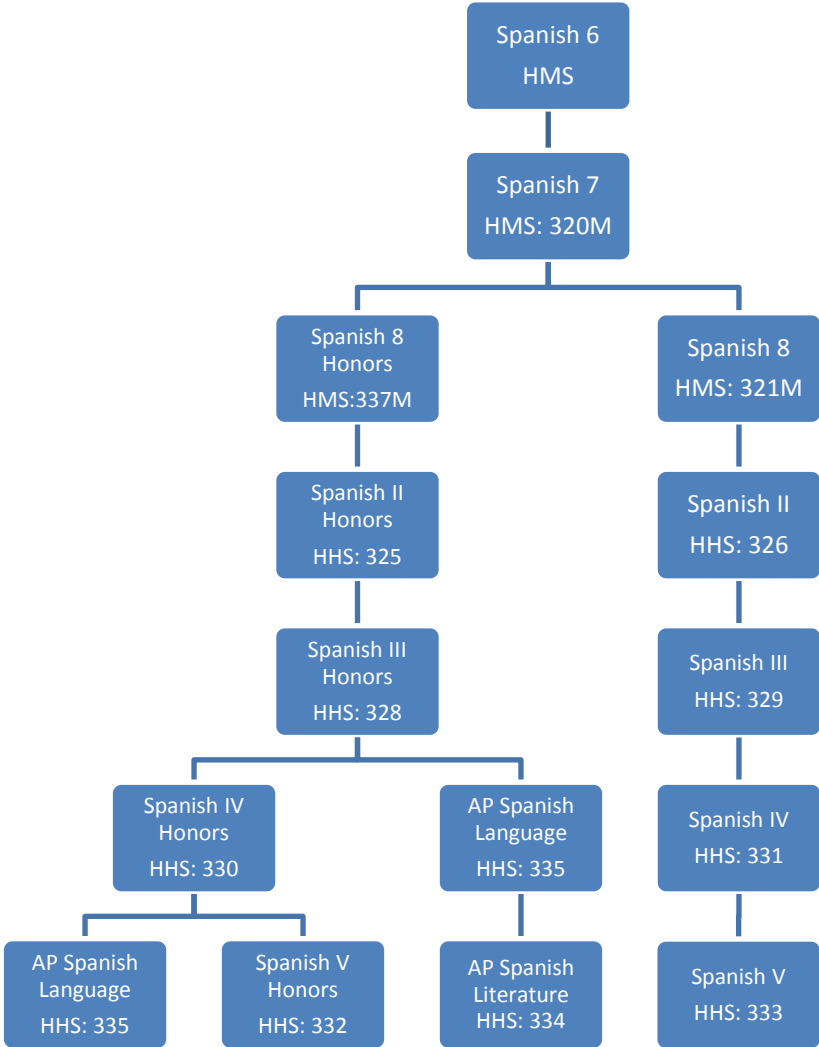 Spanish 6
HMS
Spanish 7
HMS: 320M
Spanish 8
Honors
HMS:337M
Spanish 8
HMS: 321M
Spanish II
Honors
HHS: 325
Spanish II
HHS: 326
Spanish III
Honors
HHS: 328
Spanish III
HHS: 329
Spanish IV
Honors
HHS: 330
AP Spanish
Language
HHS: 335
Spanish IV
HHS: 331
AP Spanish
Language
HHS: 335
Spanish V
Honors
HHS: 332
AP Spanish
Literature
HHS: 334
Spanish V
HHS: 333